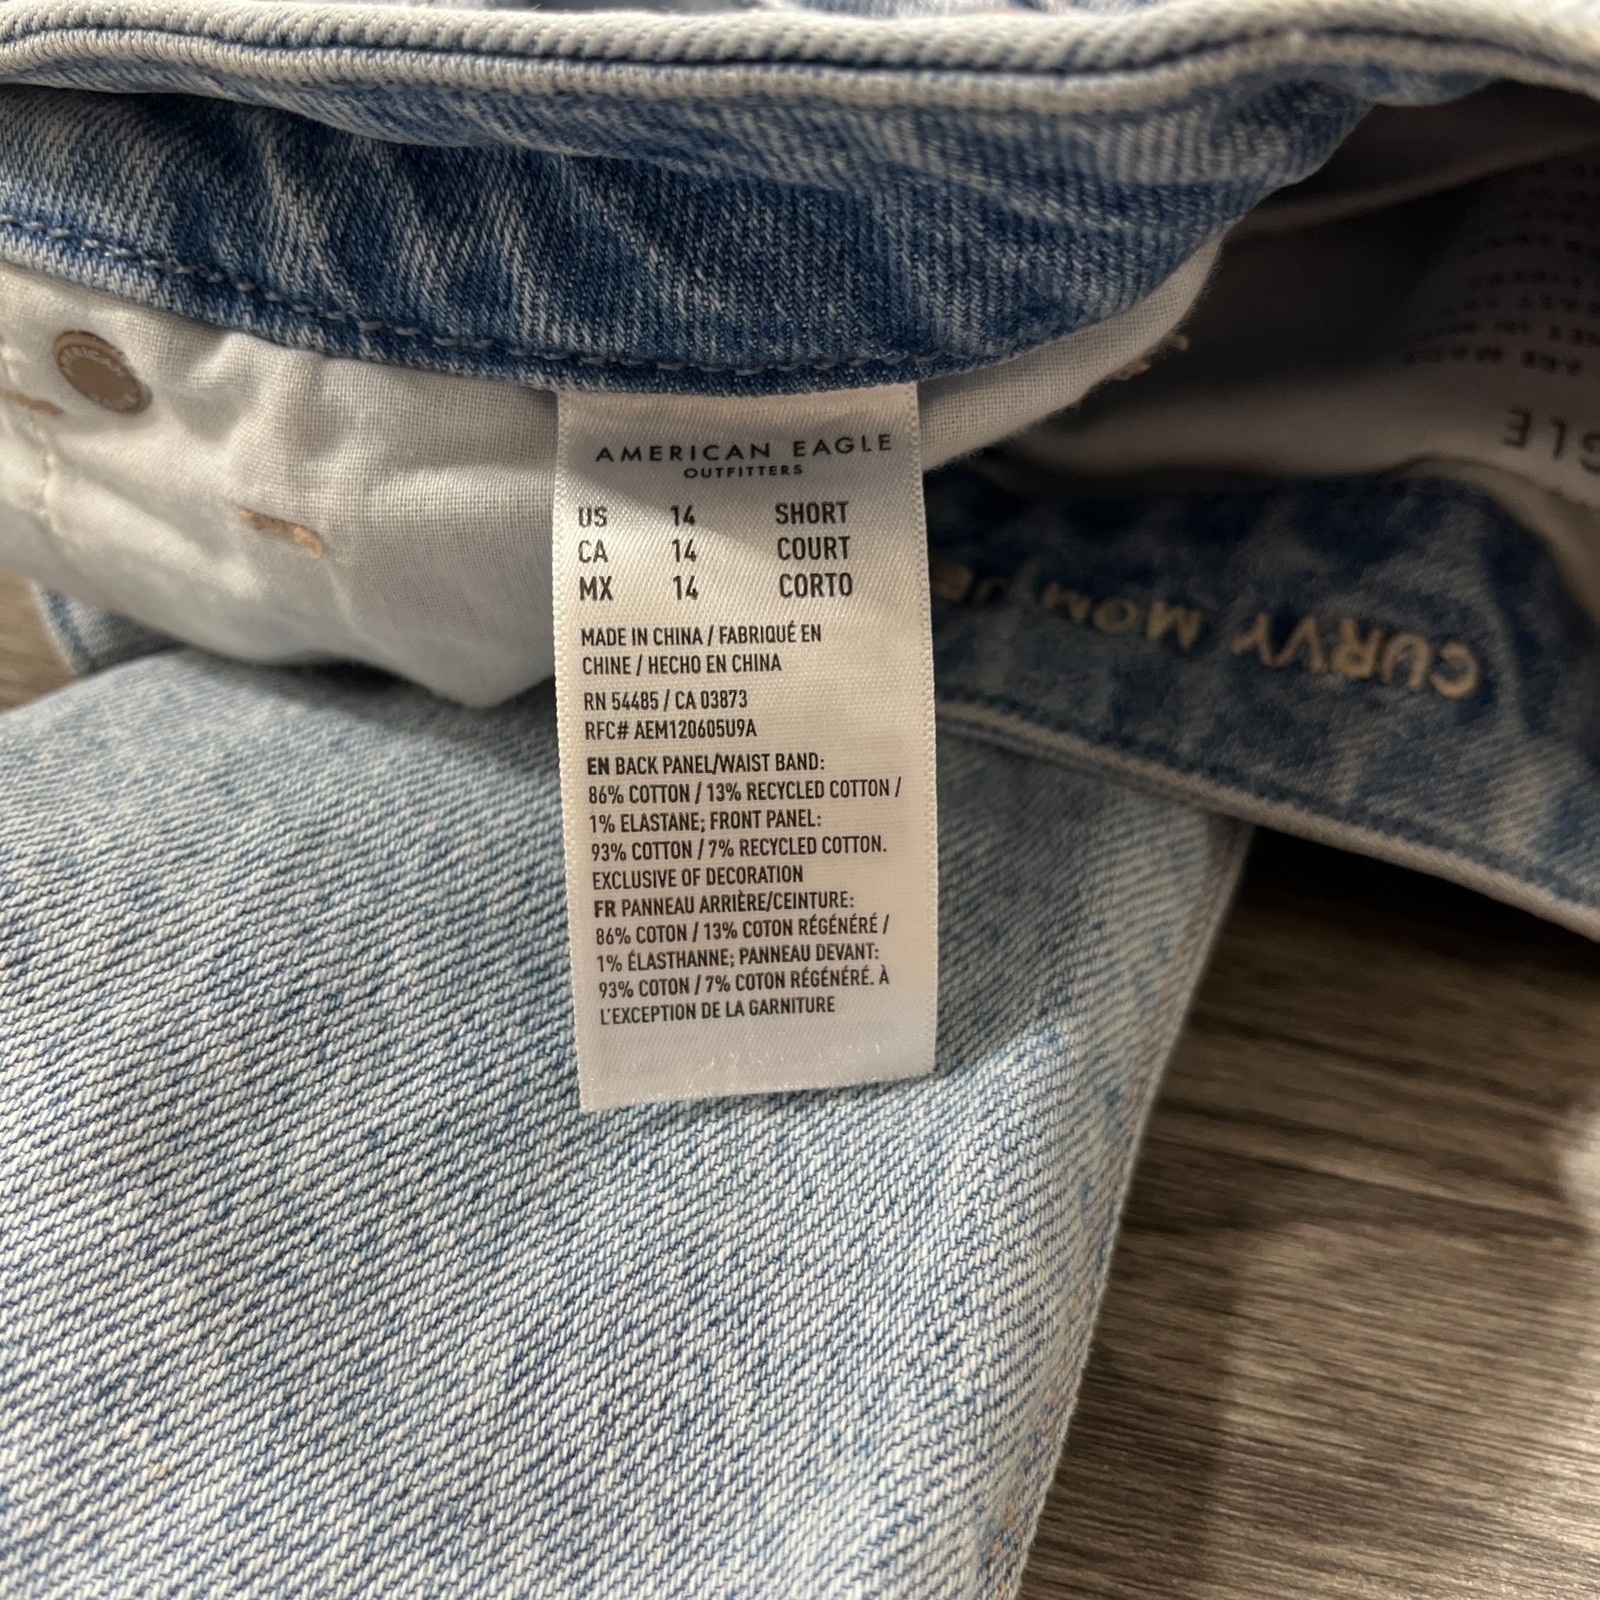 AMERICAN EAGLE
OUTFITTERS
US 14 SHORT
CA 14 COURT
MX 14 CORTO
MADE IN CHINA / FABRIQUÉ EN
CHINE / HECHO EN CHINA
RN 54485 / CA 03873
RFC# AEM120605U9A
EN BACK PANEL/WAIST BAND:
86% COTTON / 13% RECYCLED COTTON /
1% ELASTANE; FRONT PANEL:
93% COTTON / 7% RECYCLED COTTON.
EXCLUSIVE OF DECORATION
FR PANNEAU ARRIÈRE/CEINTURE:
86% COTON / 13% COTON RÉGÉNÉRÉ /
1% ÉLASTHANNE; PANNEAU DEVANT:
93% COTON / 7% COTON RÉGÉNÉRÉ. À
L'EXCEPTION DE LA GARNITURE
CURVY MOM